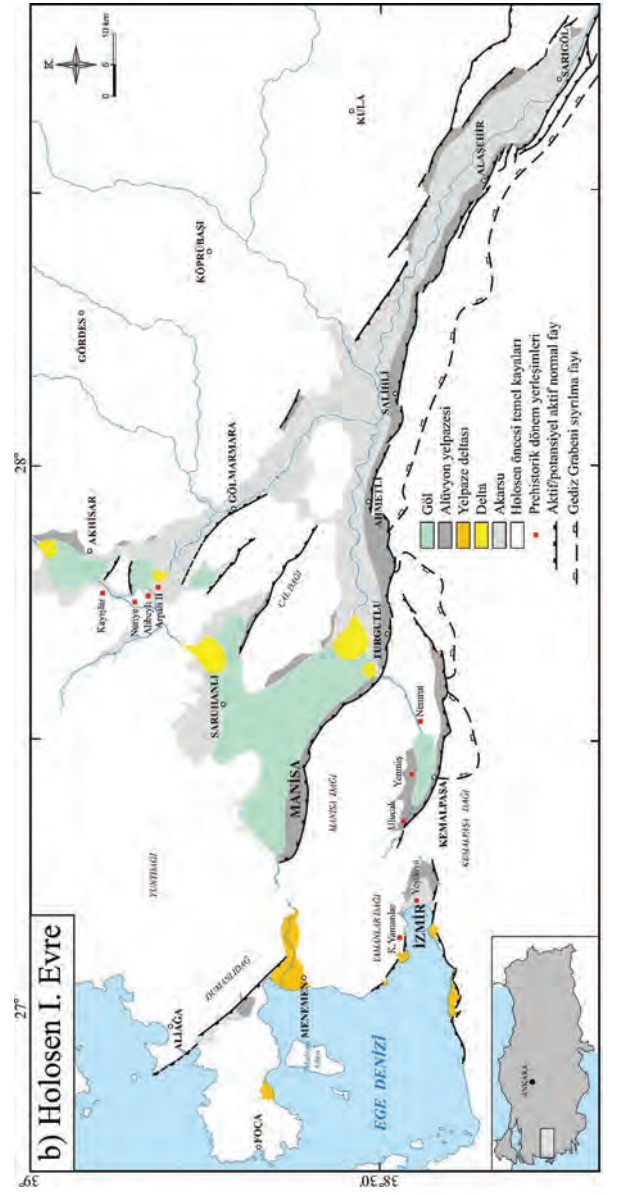 b) Holosen I. Evre
27°
28°
39°
38°30'
N
0 5 10 km
ALİAĞA
FOÇA
DUMANLIDAĞ
MENEMEN
EGE DENİZİ
YUNTDAĞI
YAMANLAR DAĞI
K. Yamanlar
Yeşilova
İZMİR
MANİSA
MANİSA DAĞI
SARUHANLI
Ulucak
Yenmiş
Nemrut
KEMALPAŞA
KEMALPAŞA DAĞI
TURGUTLU
ÇAL DAĞI
AKHİSAR
Kayışlar
Nuriye
Alibeyli
Arpalı II
GÖLMARMARA
AHMETLİ
SALİHLİ
GÖRDES
KÖPRÜBAŞI
KULA
ALAŞEHİR
SARIGÖL
Göl
Alüvyon yelpazesi
Yelpaze deltası
Delta
Akarsu
Holosen öncesi temel kayaları
Prehistorik dönem yerleşimleri
Aktif/potansiyel aktif normal fay
Gediz Grabeni sıyrılma fayı
ANKARA